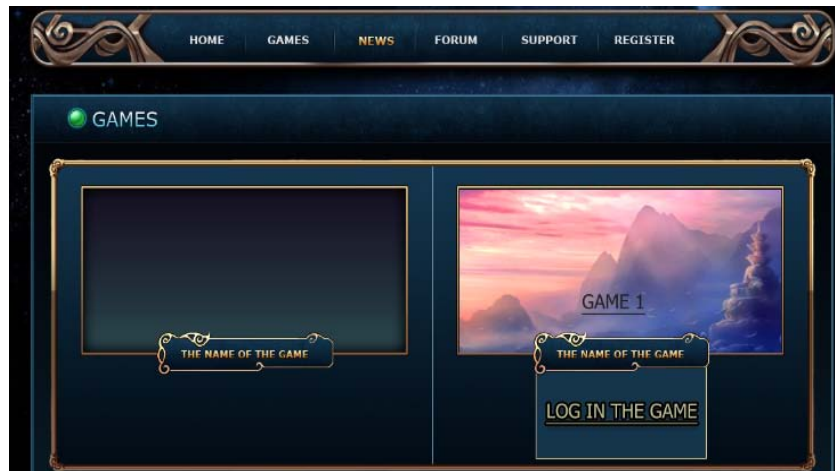 HOME GAMES NEWS FORUM SUPPORT REGISTER
GAMES
THE NAME OF THE GAME
GAME 1
THE NAME OF THE GAME
LOG IN THE GAME